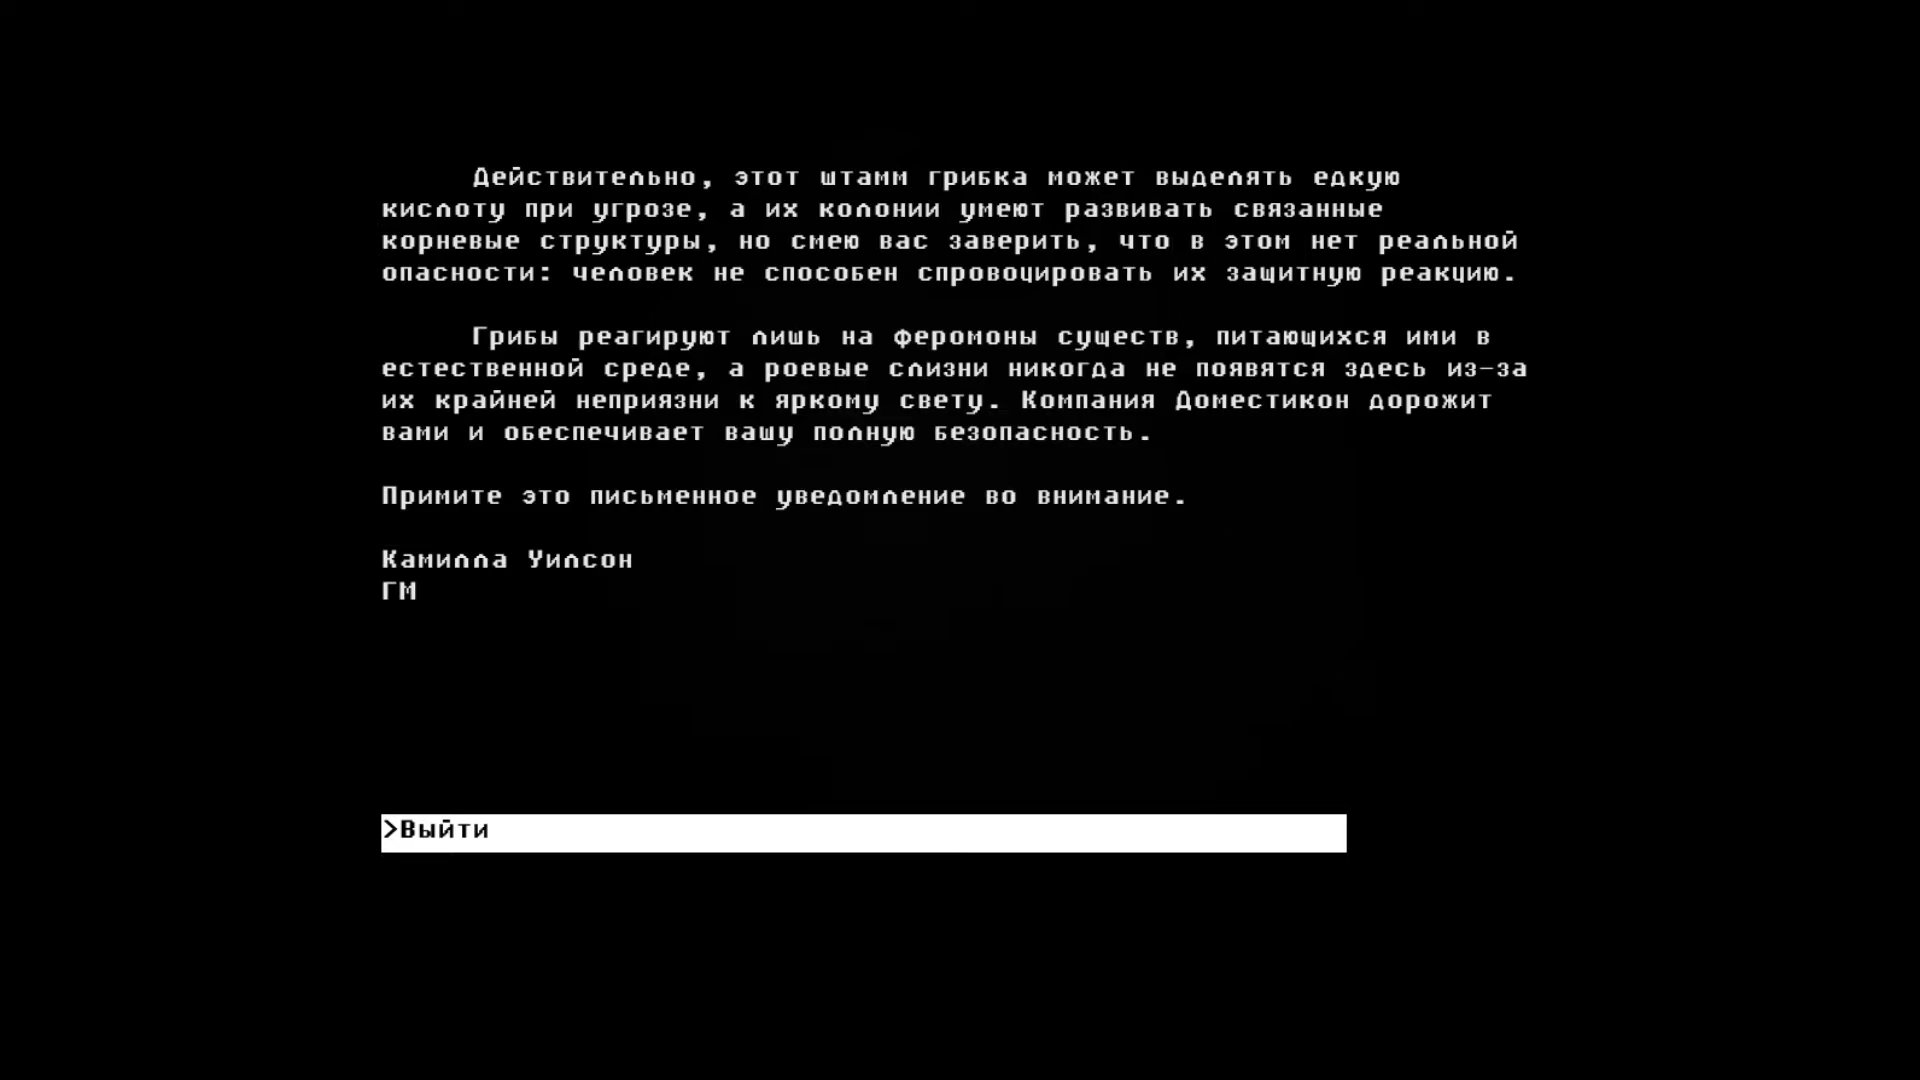 Действительно, этот штамм грибка может выделять едкую
кислоту при угрозе, а их колонии умеют развивать связанные
корневые структуры, но смею вас заверить, что в этом нет реальной
опасности: человек не способен спровоцировать их защитную реакцию.
Грибы реагируют лишь на феромоны существ, питающихся ими в
естественной среде, а роевые слизни никогда не появятся здесь из-за
их крайней неприязни к яркому свету. Компания Доместикон дорожит
вами и обеспечивает вашу полную безопасность.
Примите это письменное уведомление во внимание.
Камилла Уилсон
ГМ
>Выйти